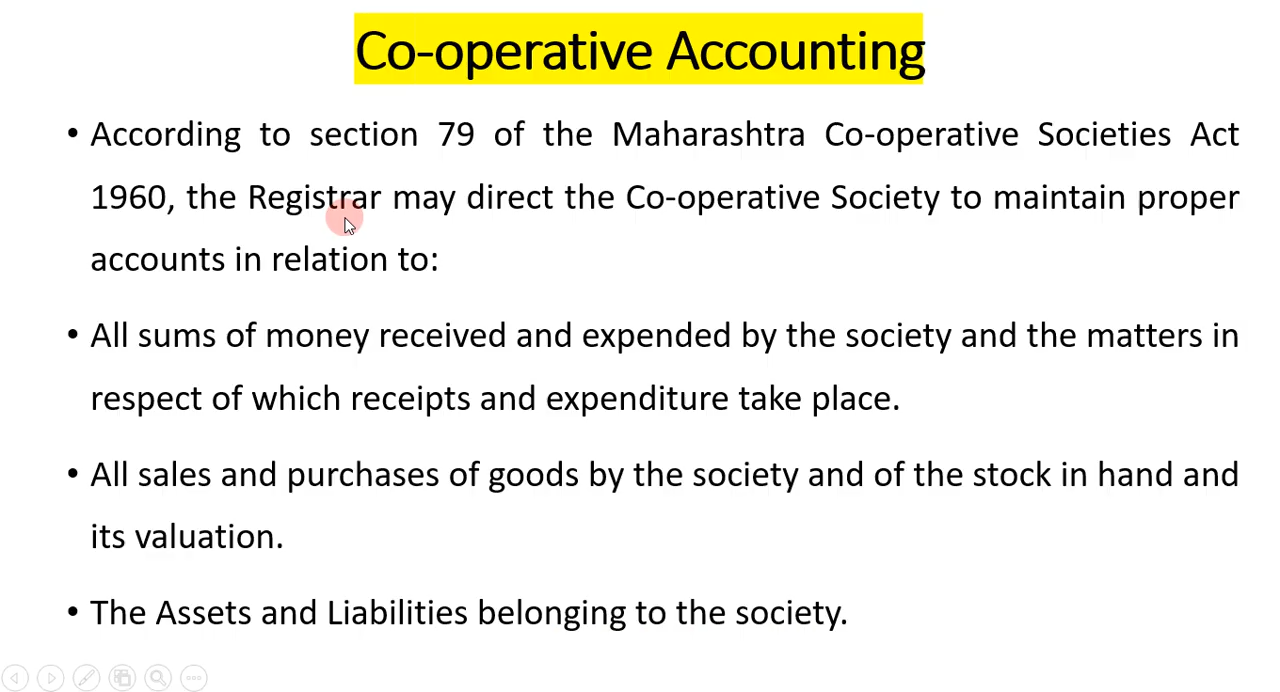 Co-operative Accounting
• According to section 79 of the Maharashtra Co-operative Societies Act
1960, the Registrar may direct the Co-operative Society to maintain proper
accounts in relation to:
• All sums of money received and expended by the society and the matters in
respect of which receipts and expenditure take place.
• All sales and purchases of goods by the society and of the stock in hand and
its valuation.
• The Assets and Liabilities belonging to the society.